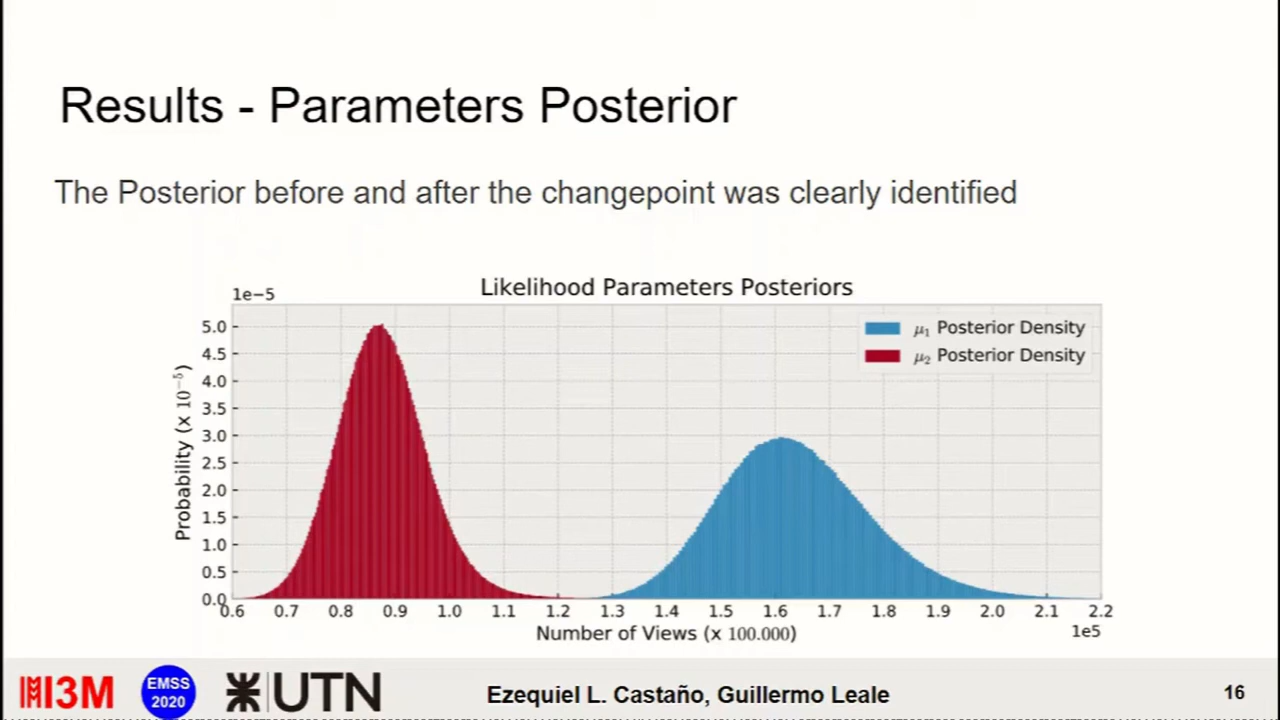 Results - Parameters Posterior
The Posterior before and after the changepoint was clearly identified
Likelihood Parameters Posteriors
1e−5
μ₁ Posterior Density
μ₂ Posterior Density
Probability (x 10⁻⁵)
5.0
4.5
4.0
3.5
3.0
2.5
2.0
1.5
1.0
0.5
0.0
0.6 0.7 0.8 0.9 1.0 1.1 1.2 1.3 1.4 1.5 1.6 1.7 1.8 1.9 2.0 2.1 2.2
Number of Views (x 100.000)
1e5
I3M
EMSS
2020
UTN
Ezequiel L. Castaño, Guillermo Leale
16